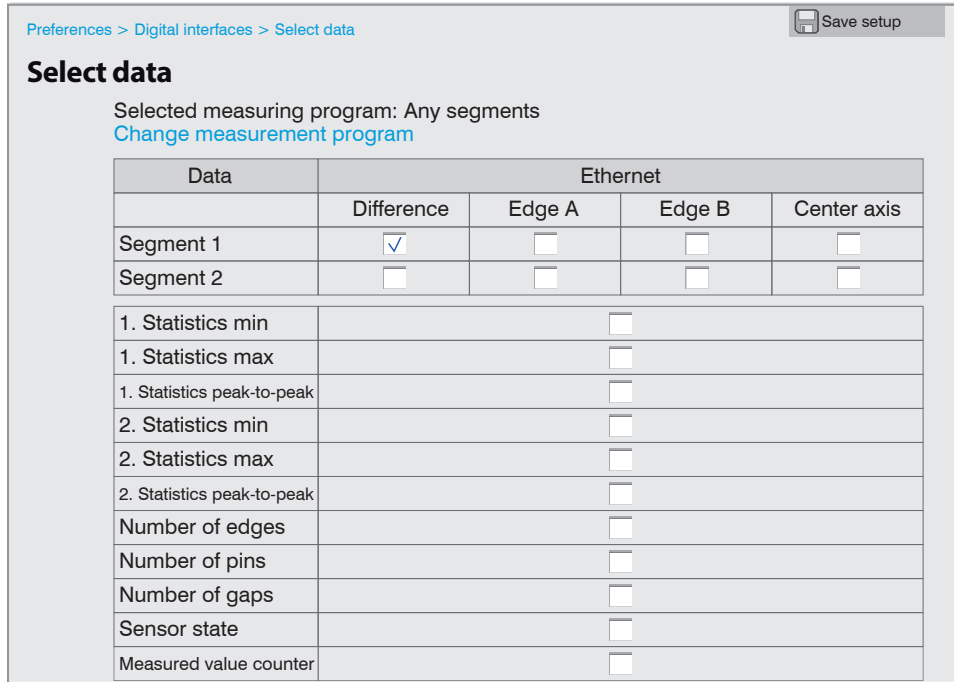 Preferences > Digital interfaces > Select data
Save setup
Select data
Selected measuring program: Any segments
Change measurement program
Data Ethernet
Difference Edge A Edge B Center axis
Segment 1
Segment 2
1. Statistics min
1. Statistics max
1. Statistics peak-to-peak
2. Statistics min
2. Statistics max
2. Statistics peak-to-peak
Number of edges
Number of pins
Number of gaps
Sensor state
Measured value counter